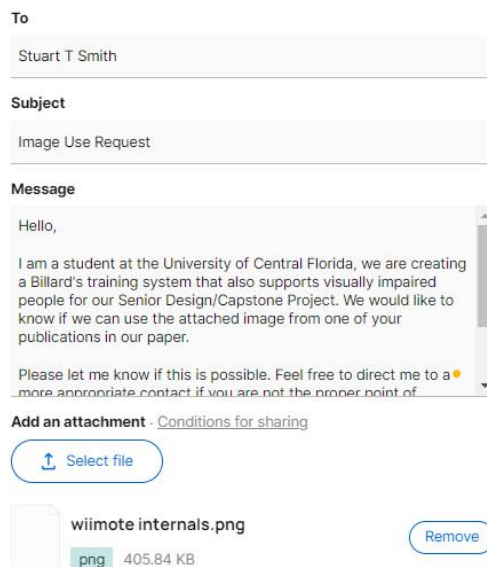 To
Stuart T Smith
Subject
Image Use Request
Message
Hello,
I am a student at the University of Central Florida, we are creating
a Billard's training system that also supports visually impaired
people for our Senior Design/Capstone Project. We would like to
know if we can use the attached image from one of your
publications in our paper.
Please let me know if this is possible. Feel free to direct me to a
more appropriate contact if you are not the proper point of
Add an attachment · Conditions for sharing
Select file
wiimote internals.png
Remove
png 405.84 KB